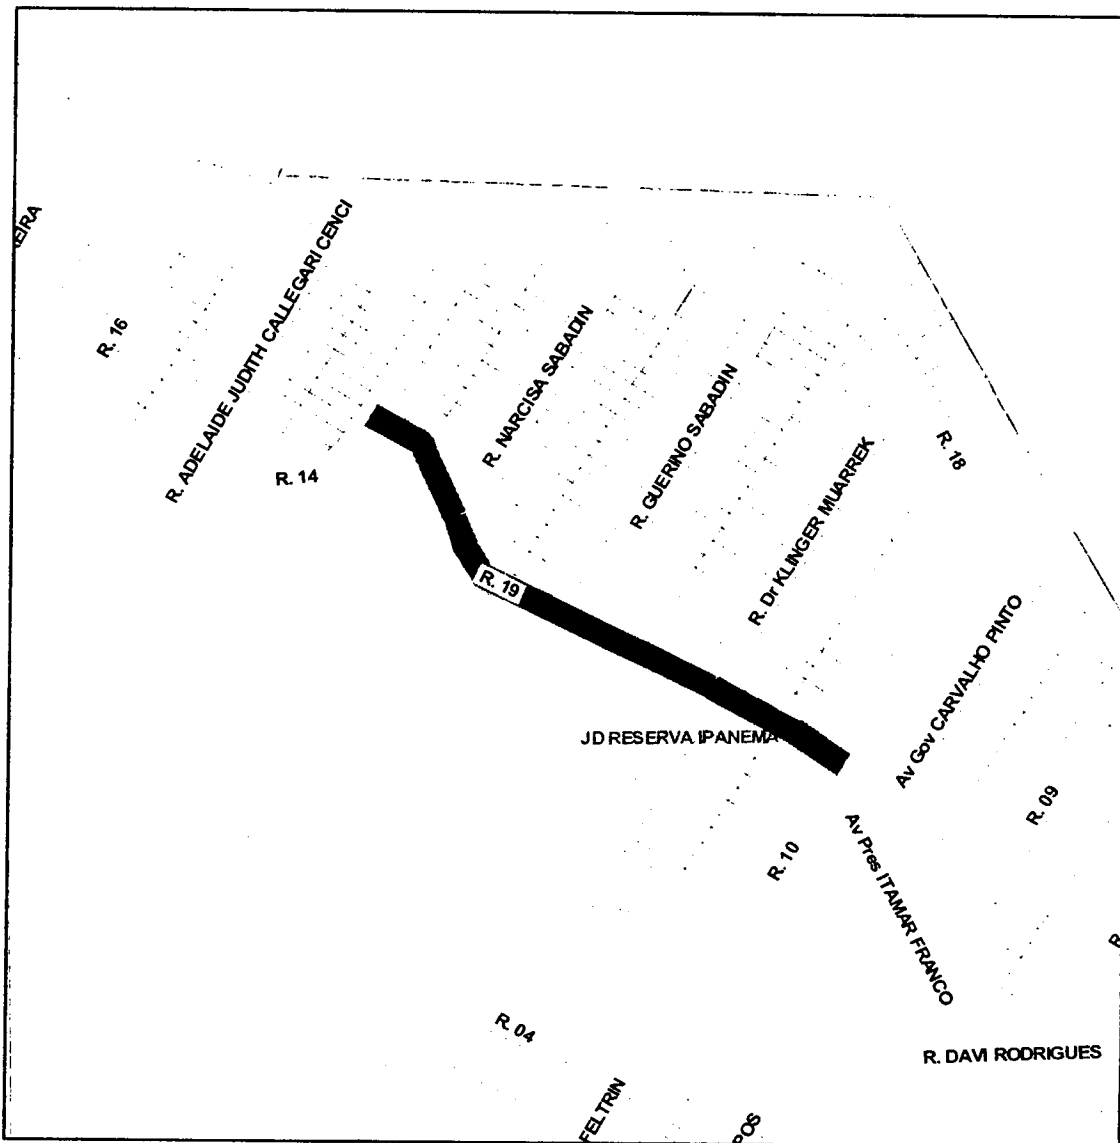 R. ADELAIDE JUDITH CALLEGARI CENCI
R. 16
R. NARCISA SABADIN
R. GUERINO SABADIN
R. 14
R. 18
R. Dr KLINGER MUARREK
R. 19
Av Gov CARVALHO PINTO
JD RESERVA IPANEMA
R. 09
R. 10
Av Pres ITAMAR FRANCO
R. 04
R. DAVI RODRIGUES
FELTRIN
POS